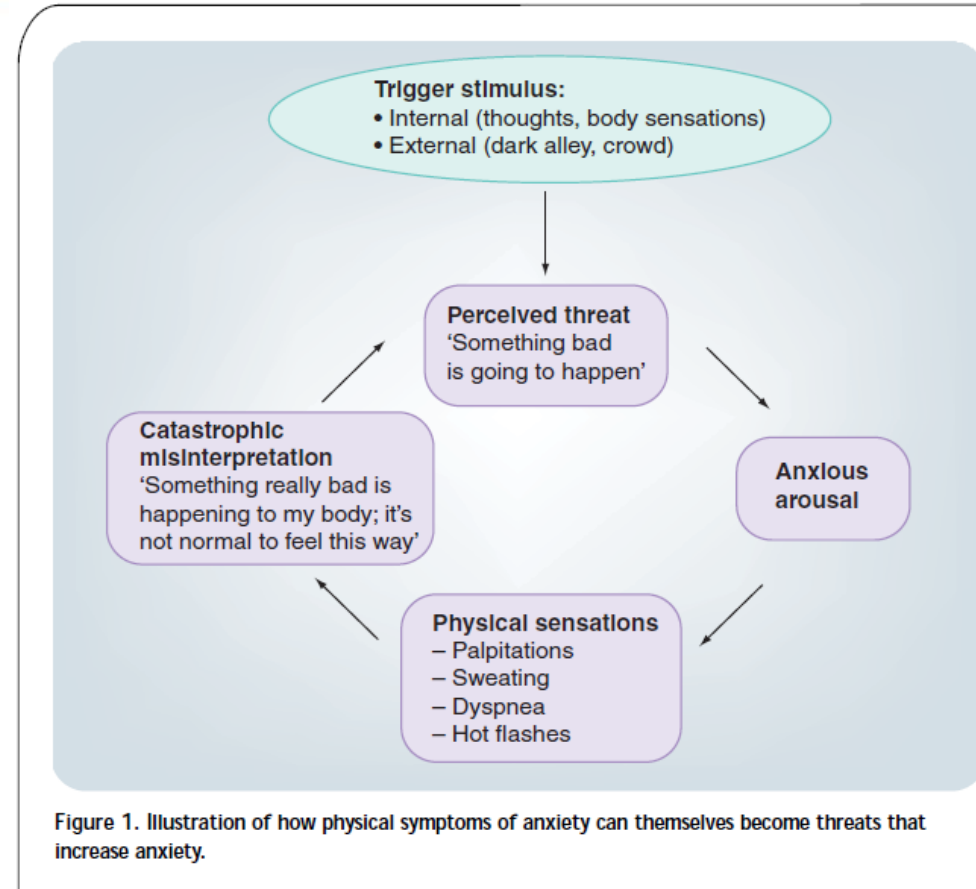 Trigger stimulus:
• Internal (thoughts, body sensations)
• External (dark alley, crowd)
Perceived threat
‘Something bad
is going to happen’
Catastrophic
misinterpretation
‘Something really bad is
happening to my body; it’s
not normal to feel this way’
Anxious
arousal
Physical sensations
– Palpitations
– Sweating
– Dyspnea
– Hot flashes
Figure 1. Illustration of how physical symptoms of anxiety can themselves become threats that
increase anxiety.